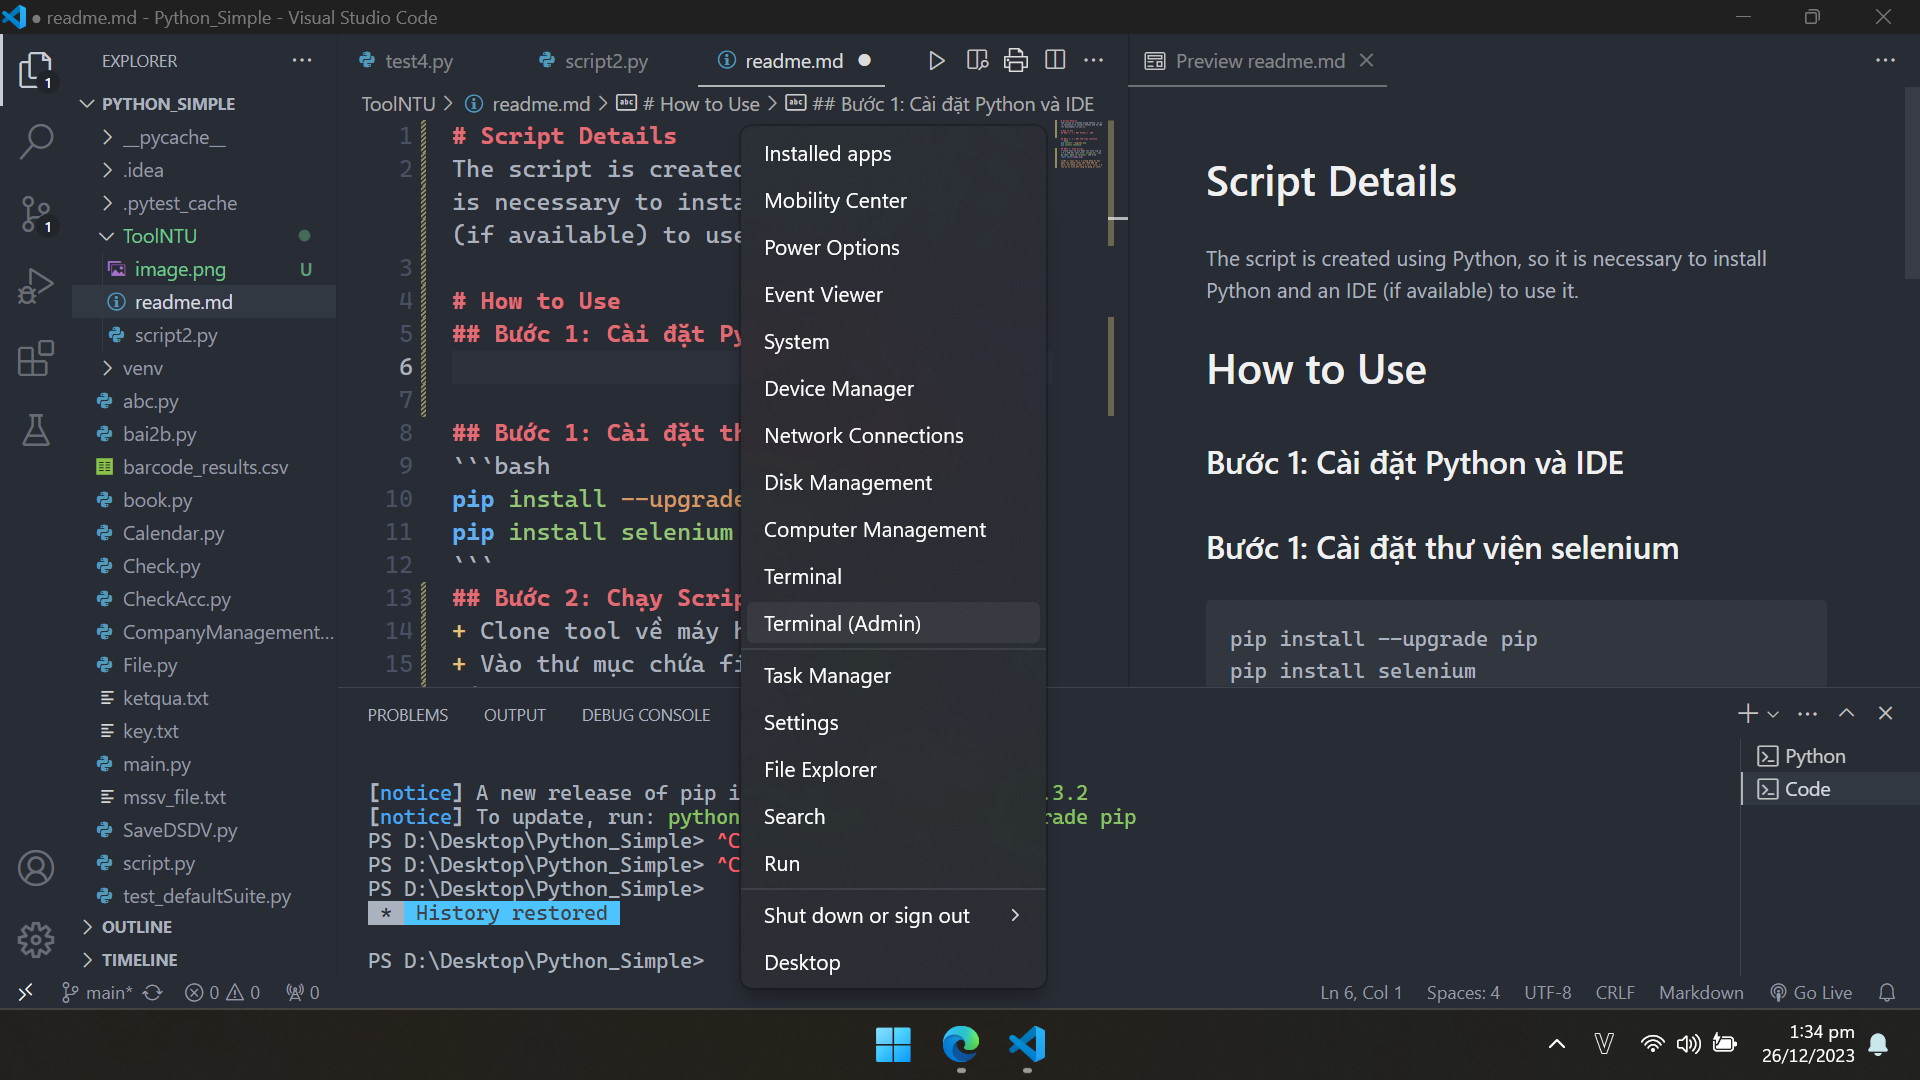 readme.md - Python_Simple - Visual Studio Code
EXPLORER
PYTHON_SIMPLE
__pycache__
.idea
.pytest_cache
ToolNTU
image.png U
readme.md
script2.py
venv
abc.py
bai2b.py
barcode_results.csv
book.py
Calendar.py
Check.py
CheckAcc.py
CompanyManagement...
File.py
ketqua.txt
key.txt
main.py
mssv_file.txt
SaveDSDV.py
script.py
test_defaultSuite.py
OUTLINE
TIMELINE
1
1
test4.py script2.py readme.md
ToolNTU > readme.md > # How to Use > ## Bước 1: Cài đặt Python và IDE
1 # Script Details
2 The script is created
is necessary to insta
(if available) to use
3
4 # How to Use
5 ## Bước 1: Cài đặt Py
6
7
8 ## Bước 1: Cài đặt th
9 ```bash
10 pip install --upgrade
11 pip install selenium
12 ```
13 ## Bước 2: Chạy Scrip
14 + Clone tool về máy h
15 + Vào thư mục chứa fi
Installed apps
Mobility Center
Power Options
Event Viewer
System
Device Manager
Network Connections
Disk Management
Computer Management
Terminal
Terminal (Admin)
Task Manager
Settings
File Explorer
Search
Run
Shut down or sign out
Desktop
Preview readme.md
Script Details
The script is created using Python, so it is necessary to install
Python and an IDE (if available) to use it.
How to Use
Bước 1: Cài đặt Python và IDE
Bước 1: Cài đặt thư viện selenium
pip install --upgrade pip
pip install selenium
PROBLEMS OUTPUT DEBUG CONSOLE
[notice] A new release of pip i .3.2
[notice] To update, run: python rade pip
PS D:\Desktop\Python_Simple> ^C
PS D:\Desktop\Python_Simple> ^C
PS D:\Desktop\Python_Simple>
* History restored
PS D:\Desktop\Python_Simple>
Python
Code
main* 0 0 0
Ln 6, Col 1 Spaces: 4 UTF-8 CRLF Markdown Go Live
V
1:34 pm
26/12/2023